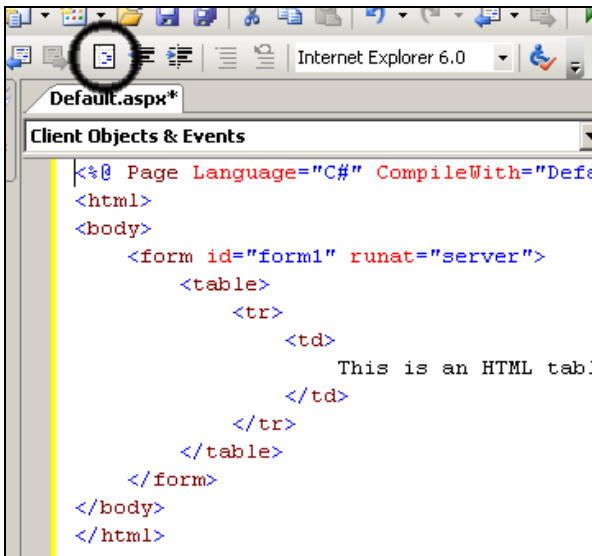 Internet Explorer 6.0
Default.aspx*
Client Objects & Events
<%@ Page Language="C#" CompileWith="Defa
<html>
<body>
<form id="form1" runat="server">
<table>
<tr>
<td>
This is an HTML tabl
</td>
</tr>
</table>
</form>
</body>
</html>